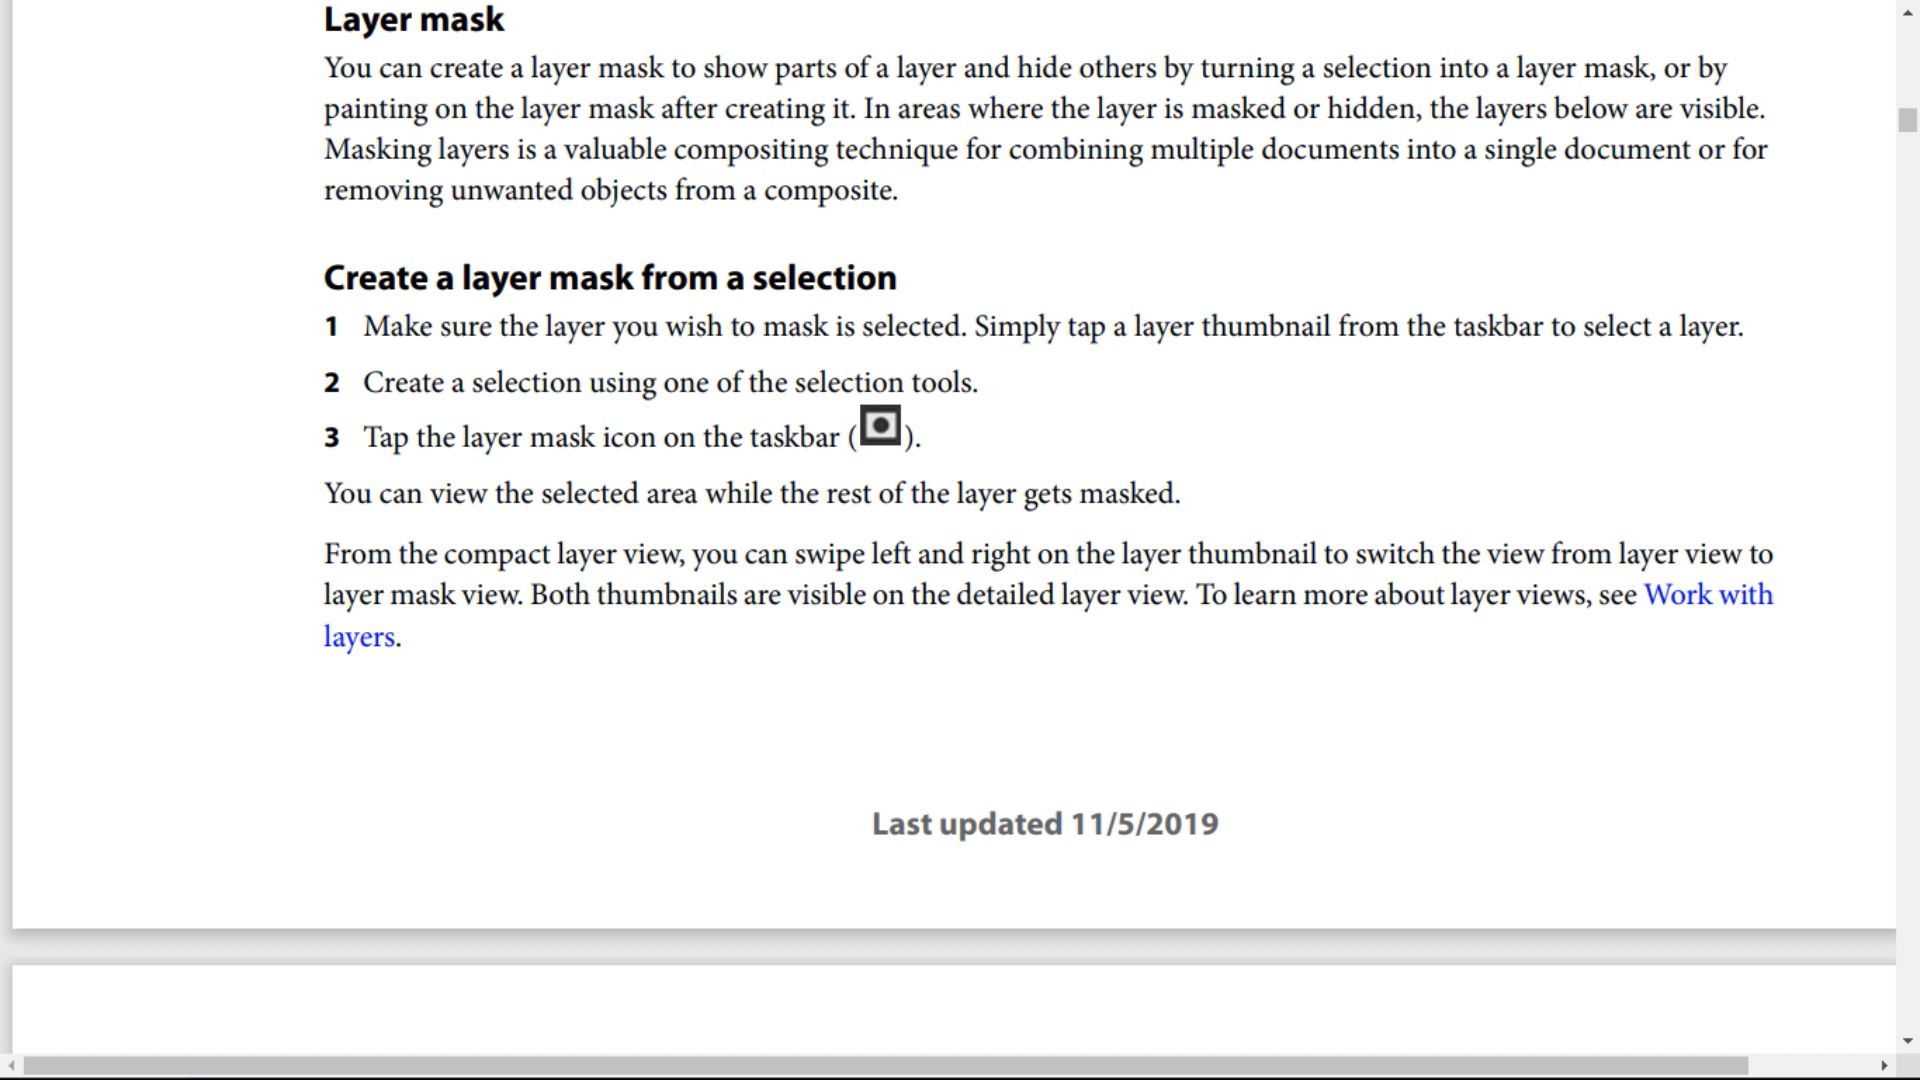 Layer mask
You can create a layer mask to show parts of a layer and hide others by turning a selection into a layer mask, or by
painting on the layer mask after creating it. In areas where the layer is masked or hidden, the layers below are visible.
Masking layers is a valuable compositing technique for combining multiple documents into a single document or for
removing unwanted objects from a composite.
Create a layer mask from a selection
1 Make sure the layer you wish to mask is selected. Simply tap a layer thumbnail from the taskbar to select a layer.
2 Create a selection using one of the selection tools.
3 Tap the layer mask icon on the taskbar ( ).
You can view the selected area while the rest of the layer gets masked.
From the compact layer view, you can swipe left and right on the layer thumbnail to switch the view from layer view to
layer mask view. Both thumbnails are visible on the detailed layer view. To learn more about layer views, see Work with
layers.
Last updated 11/5/2019